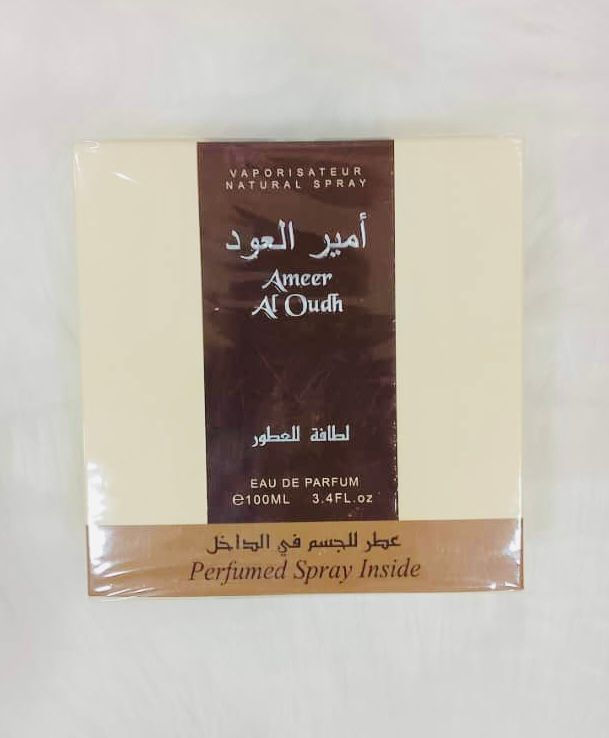 VAPORISATEUR
NATURAL SPRAY
أمير العود
Ameer
Al Oudh
لطافة للعطور
EAU DE PARFUM
℮100ML 3.4FL.oz
عطر للجسم في الداخل
Perfumed Spray Inside